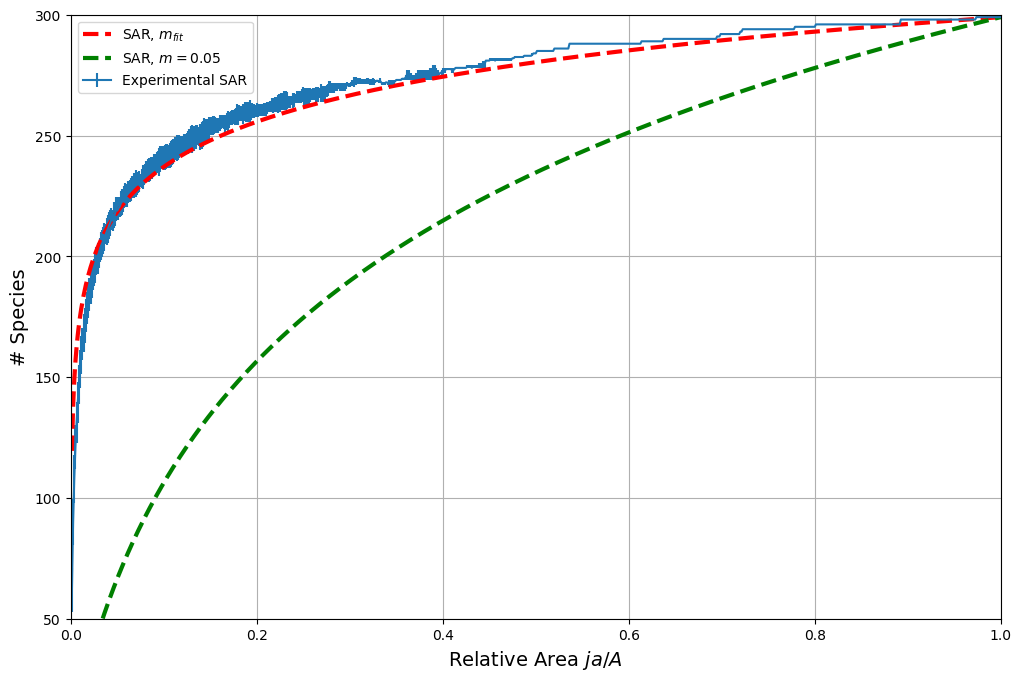 SAR, m_fit
SAR, m = 0.05
Experimental SAR
300
250
200
150
100
50
# Species
0.0 0.2 0.4 0.6 0.8 1.0
Relative Area ja/A